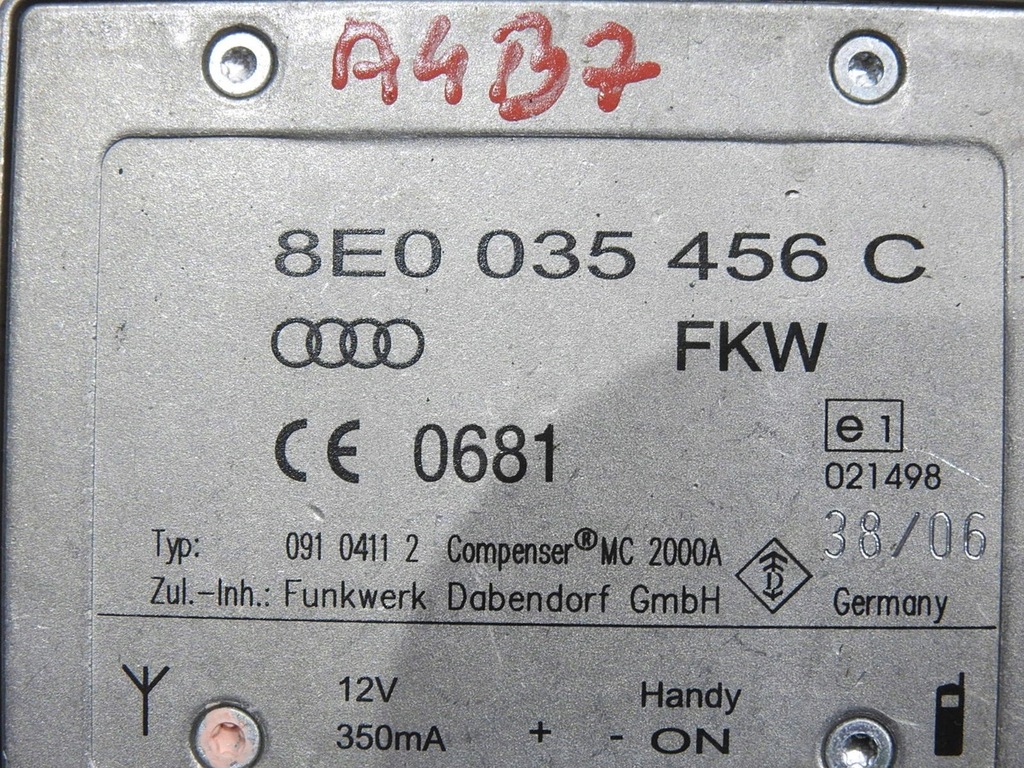 A4B7
8E0 035 456 C
FKW
CE 0681
e1
021498
38/06
Typ: 091 0411 2 Compenser®MC 2000A
Zul.-Inh.: Funkwerk Dabendorf GmbH
Germany
12V
350mA
+ -
Handy
ON